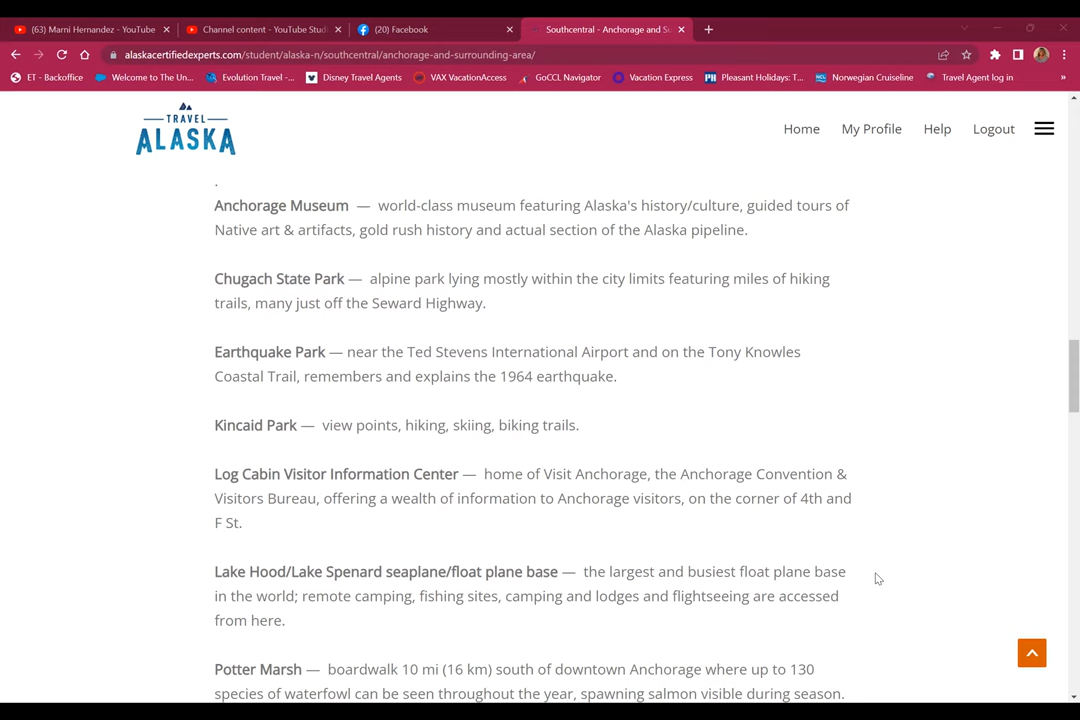 (63) Marni Hernandez - YouTube
Channel content - YouTube Studi
(20) Facebook
Southcentral - Anchorage and Su
alaskacertifiedexperts.com/student/alaska-n/southcentral/anchorage-and-surrounding-area/
ET - Backoffice
Welcome to The Un...
Evolution Travel -...
Disney Travel Agents
VAX VacationAccess
GoCCL Navigator
Vacation Express
Pleasant Holidays: T...
Norwegian Cruiseline
Travel Agent log in
»
TRAVEL
ALASKA
Home
My Profile
Help
Logout
.
Anchorage Museum — world-class museum featuring Alaska's history/culture, guided tours of
Native art & artifacts, gold rush history and actual section of the Alaska pipeline.
Chugach State Park — alpine park lying mostly within the city limits featuring miles of hiking
trails, many just off the Seward Highway.
Earthquake Park — near the Ted Stevens International Airport and on the Tony Knowles
Coastal Trail, remembers and explains the 1964 earthquake.
Kincaid Park — view points, hiking, skiing, biking trails.
Log Cabin Visitor Information Center — home of Visit Anchorage, the Anchorage Convention &
Visitors Bureau, offering a wealth of information to Anchorage visitors, on the corner of 4th and
F St.
Lake Hood/Lake Spenard seaplane/float plane base — the largest and busiest float plane base
in the world; remote camping, fishing sites, camping and lodges and flightseeing are accessed
from here.
Potter Marsh — boardwalk 10 mi (16 km) south of downtown Anchorage where up to 130
species of waterfowl can be seen throughout the year, spawning salmon visible during season.